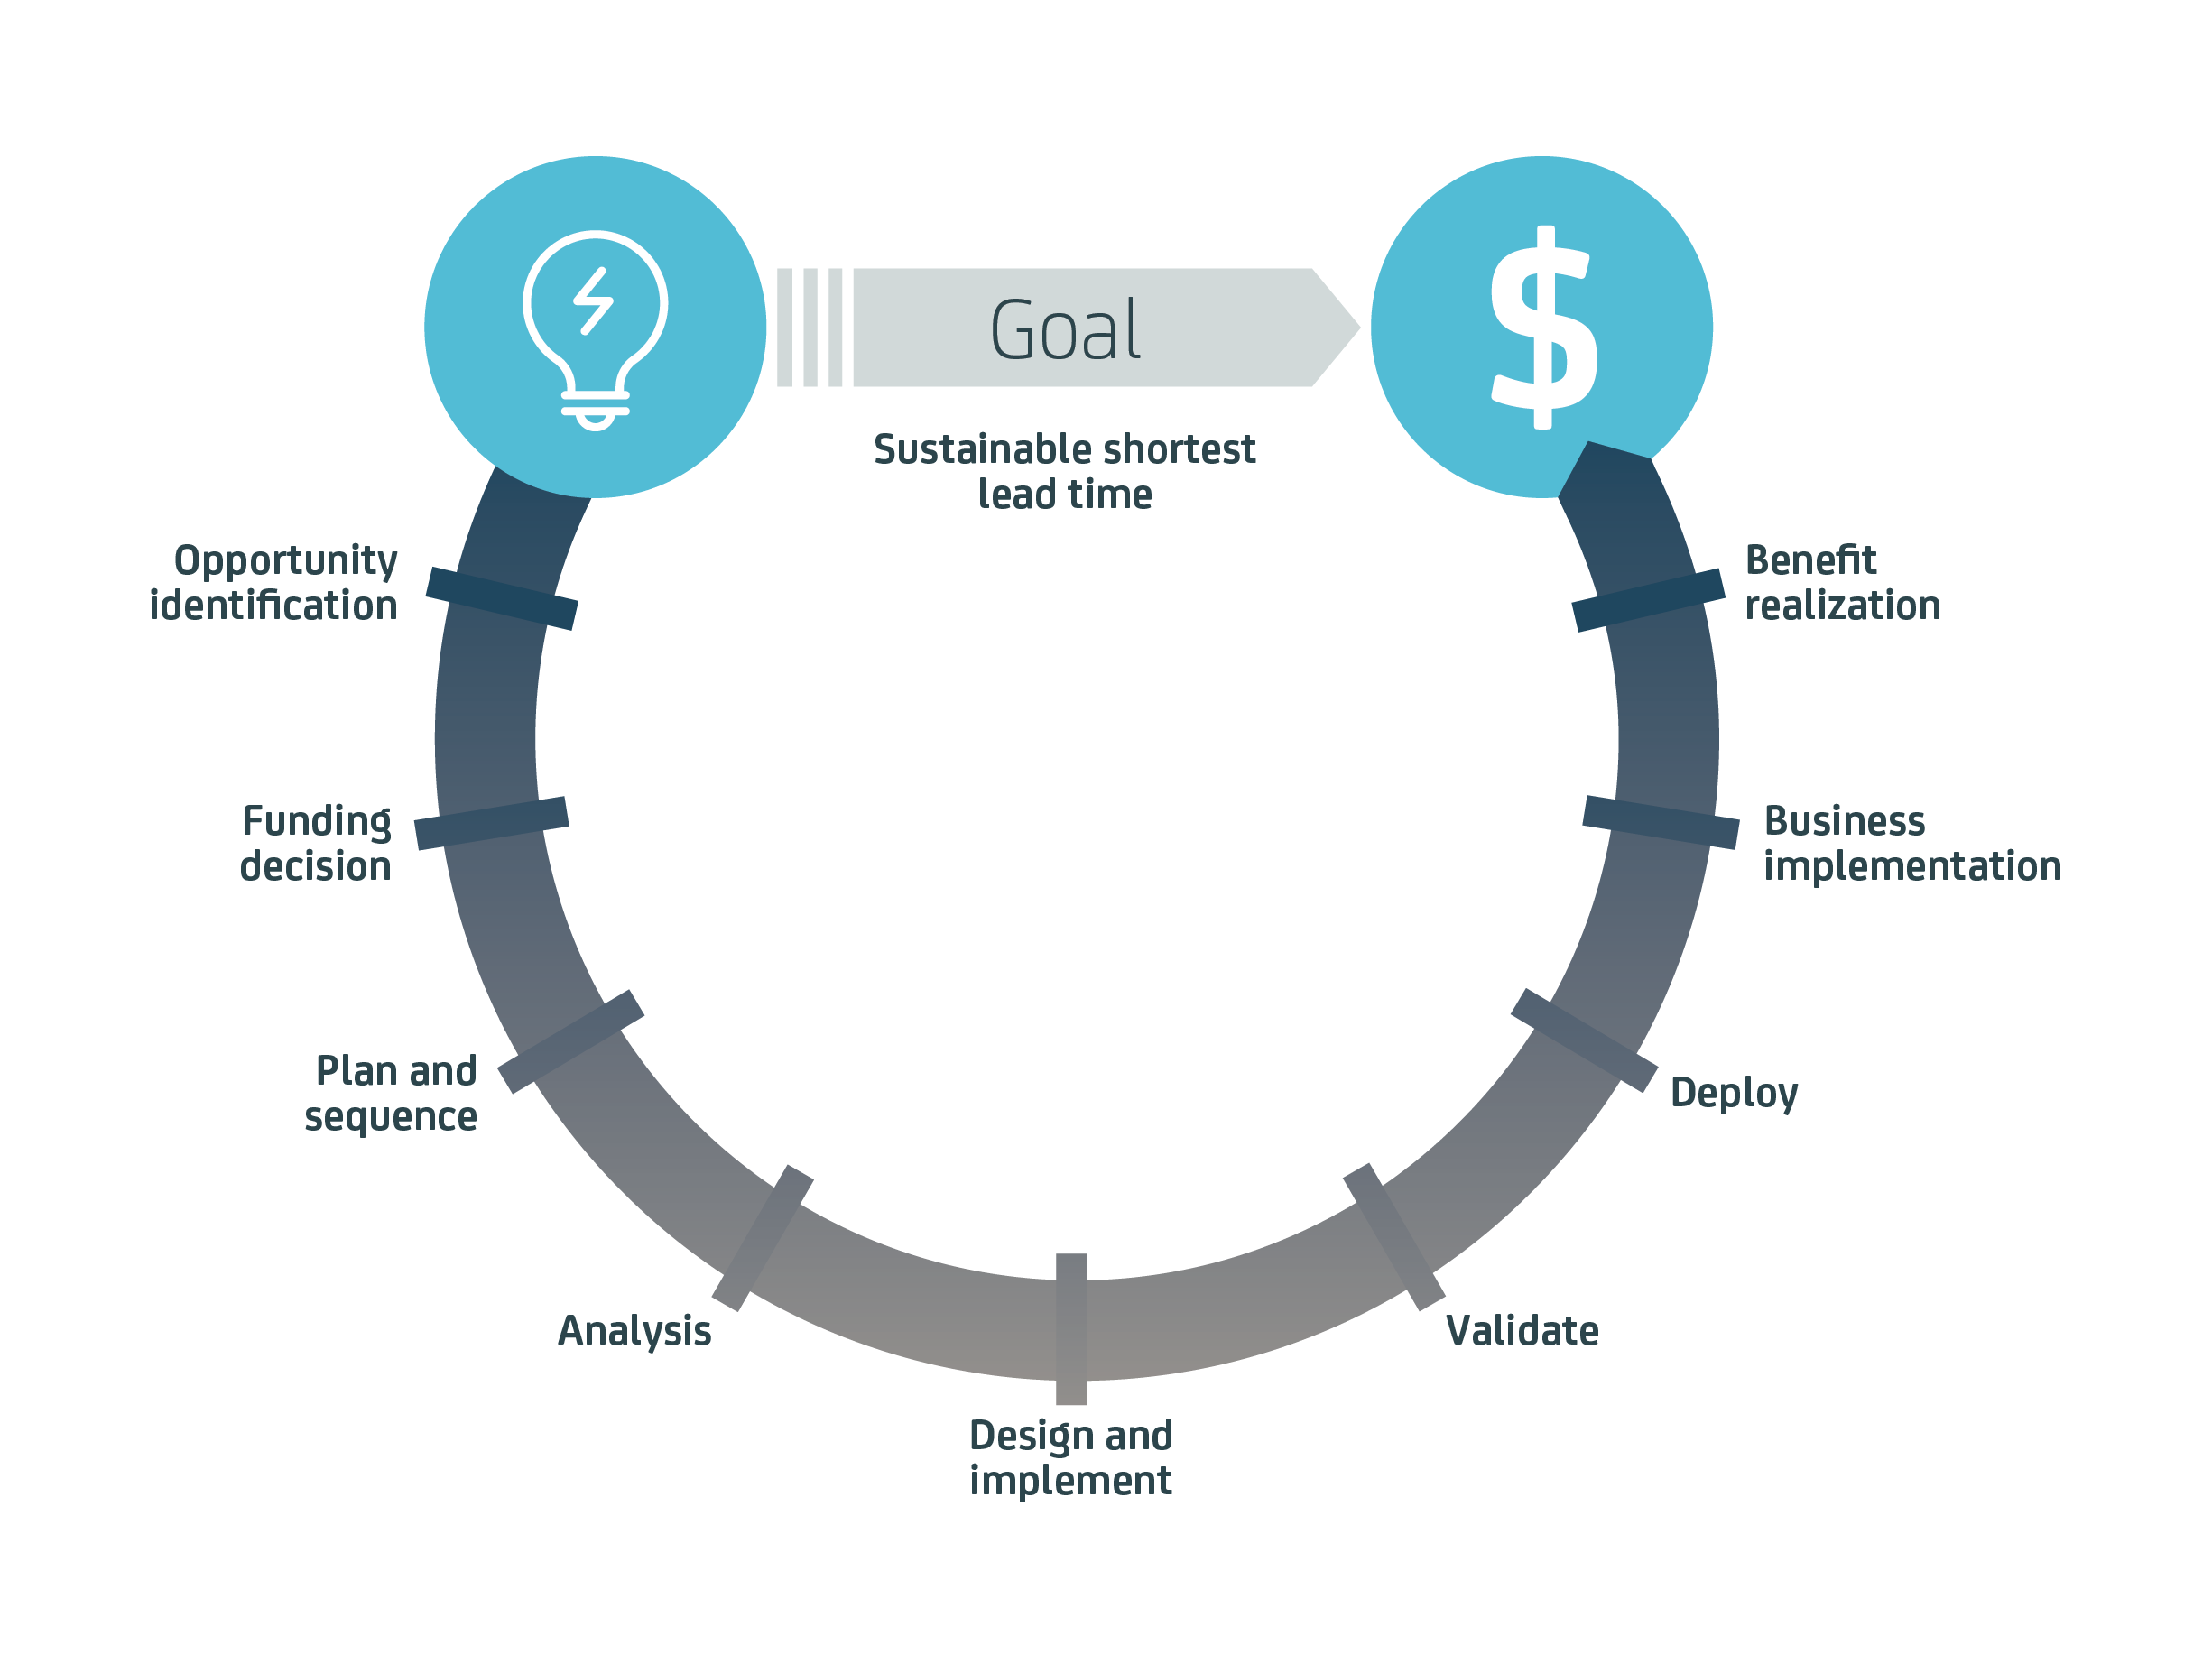 Goal
Sustainable shortest
lead time
Opportunity
identification
Funding
decision
Plan and
sequence
Analysis
Design and
implement
Validate
Deploy
Business
implementation
Benefit
realization
$